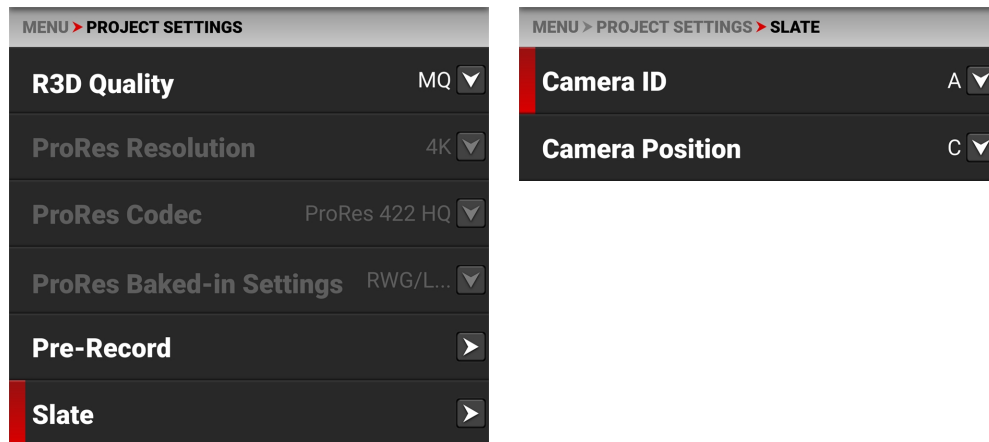 MENU PROJECT SETTINGS
R3D Quality MQ
ProRes Resolution 4K
ProRes Codec ProRes 422 HQ
ProRes Baked-in Settings RWG/L...
Pre-Record
Slate
MENU PROJECT SETTINGS SLATE
Camera ID A
Camera Position C